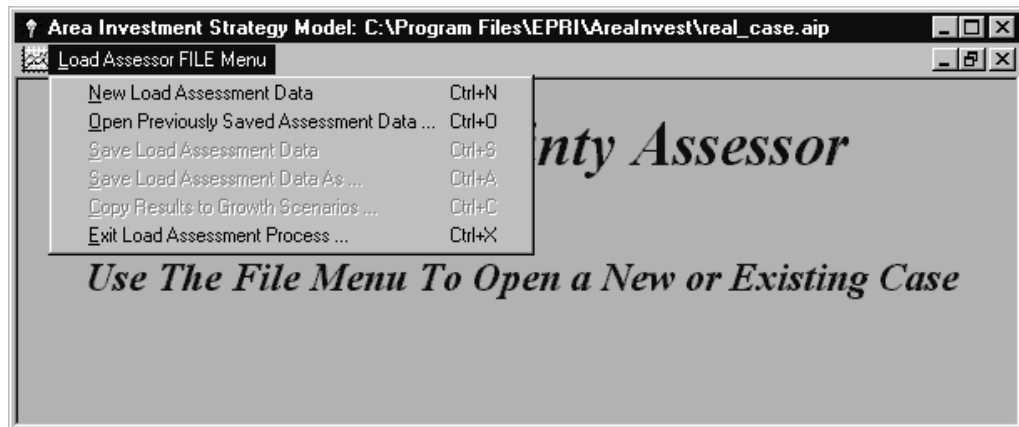 Area Investment Strategy Model: C:\Program Files\EPRI\AreaInvest\real_case.aip
Load Assessor FILE Menu
New Load Assessment Data Ctrl+N
Open Previously Saved Assessment Data ... Ctrl+O
Save Load Assessment Data Ctrl+S
Save Load Assessment Data As ... Ctrl+A
Copy Results to Growth Scenarios ... Ctrl+C
Exit Load Assessment Process ... Ctrl+X
nty Assessor
Use The File Menu To Open a New or Existing Case